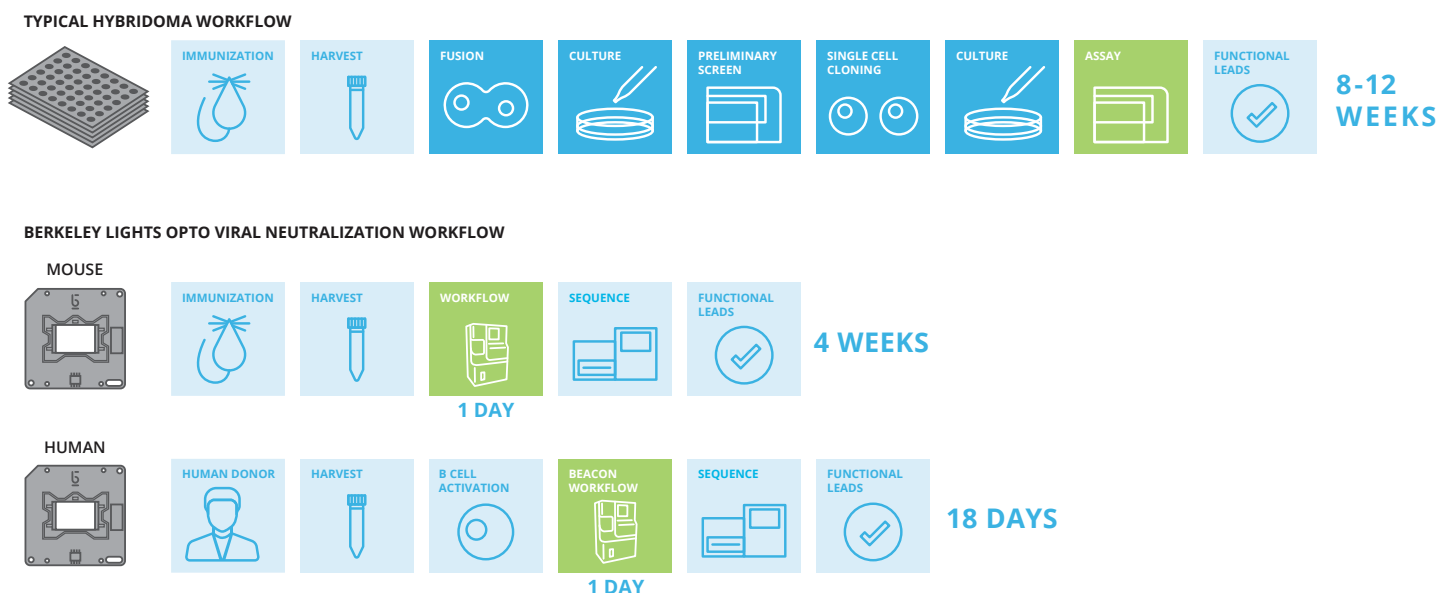 TYPICAL HYBRIDOMA WORKFLOW
IMMUNIZATION
HARVEST
FUSION
CULTURE
PRELIMINARY
SCREEN
SINGLE CELL
CLONING
CULTURE
ASSAY
FUNCTIONAL
LEADS
8-12
WEEKS
BERKELEY LIGHTS OPTO VIRAL NEUTRALIZATION WORKFLOW
MOUSE
IMMUNIZATION
HARVEST
WORKFLOW
SEQUENCE
FUNCTIONAL
LEADS
4 WEEKS
1 DAY
HUMAN
HUMAN DONOR
HARVEST
B CELL
ACTIVATION
BEACON
WORKFLOW
SEQUENCE
FUNCTIONAL
LEADS
18 DAYS
1 DAY